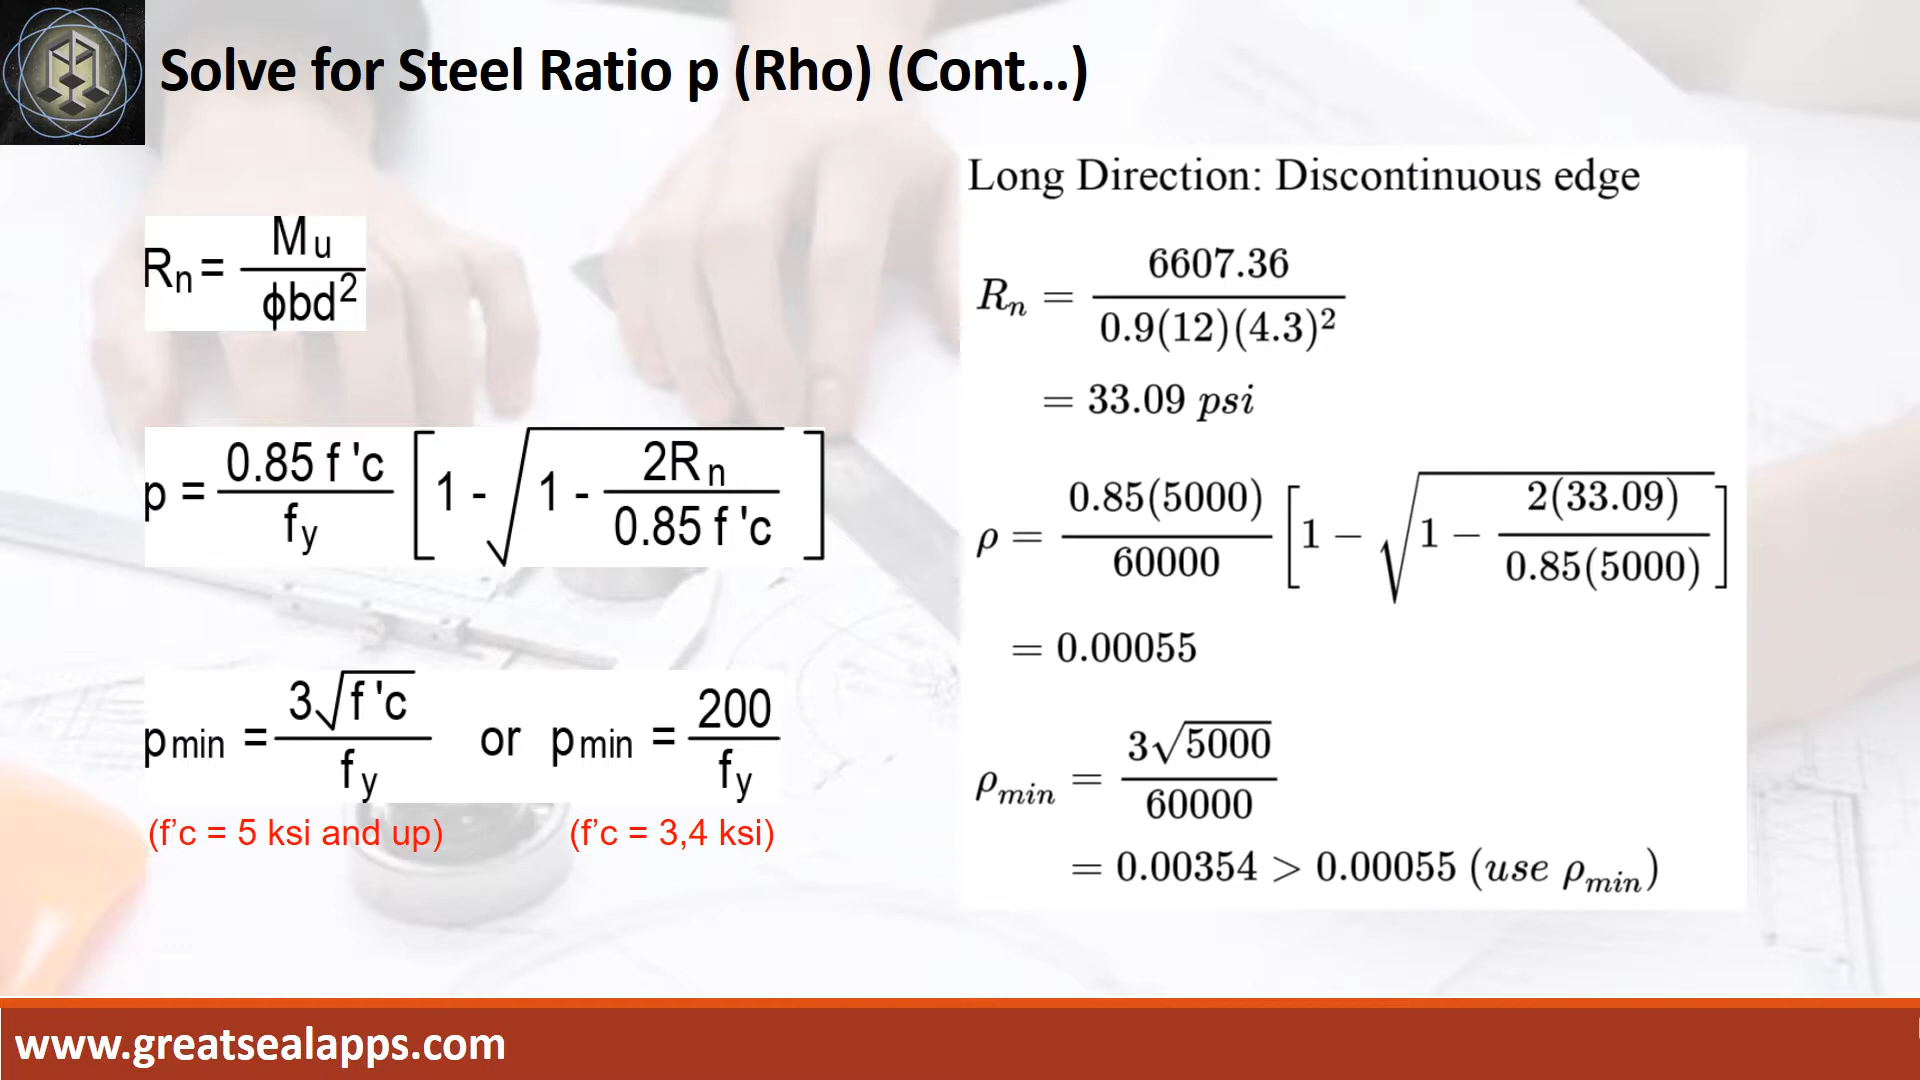 Solve for Steel Ratio p (Rho) (Cont...)
Rn = Mu / ϕbd²
p = 0.85 f 'c / fy [1 - √(1 - 2Rn / 0.85 f 'c)]
pmin = 3√f 'c / fy or pmin = 200 / fy
(f’c = 5 ksi and up) (f’c = 3,4 ksi)
Long Direction: Discontinuous edge
Rn = 6607.36 / 0.9(12)(4.3)²
= 33.09 psi
ρ = 0.85(5000) / 60000 [1 − √(1 − 2(33.09) / 0.85(5000))]
= 0.00055
ρmin = 3√5000 / 60000
= 0.00354 > 0.00055 (use ρmin)
www.greatsealapps.com